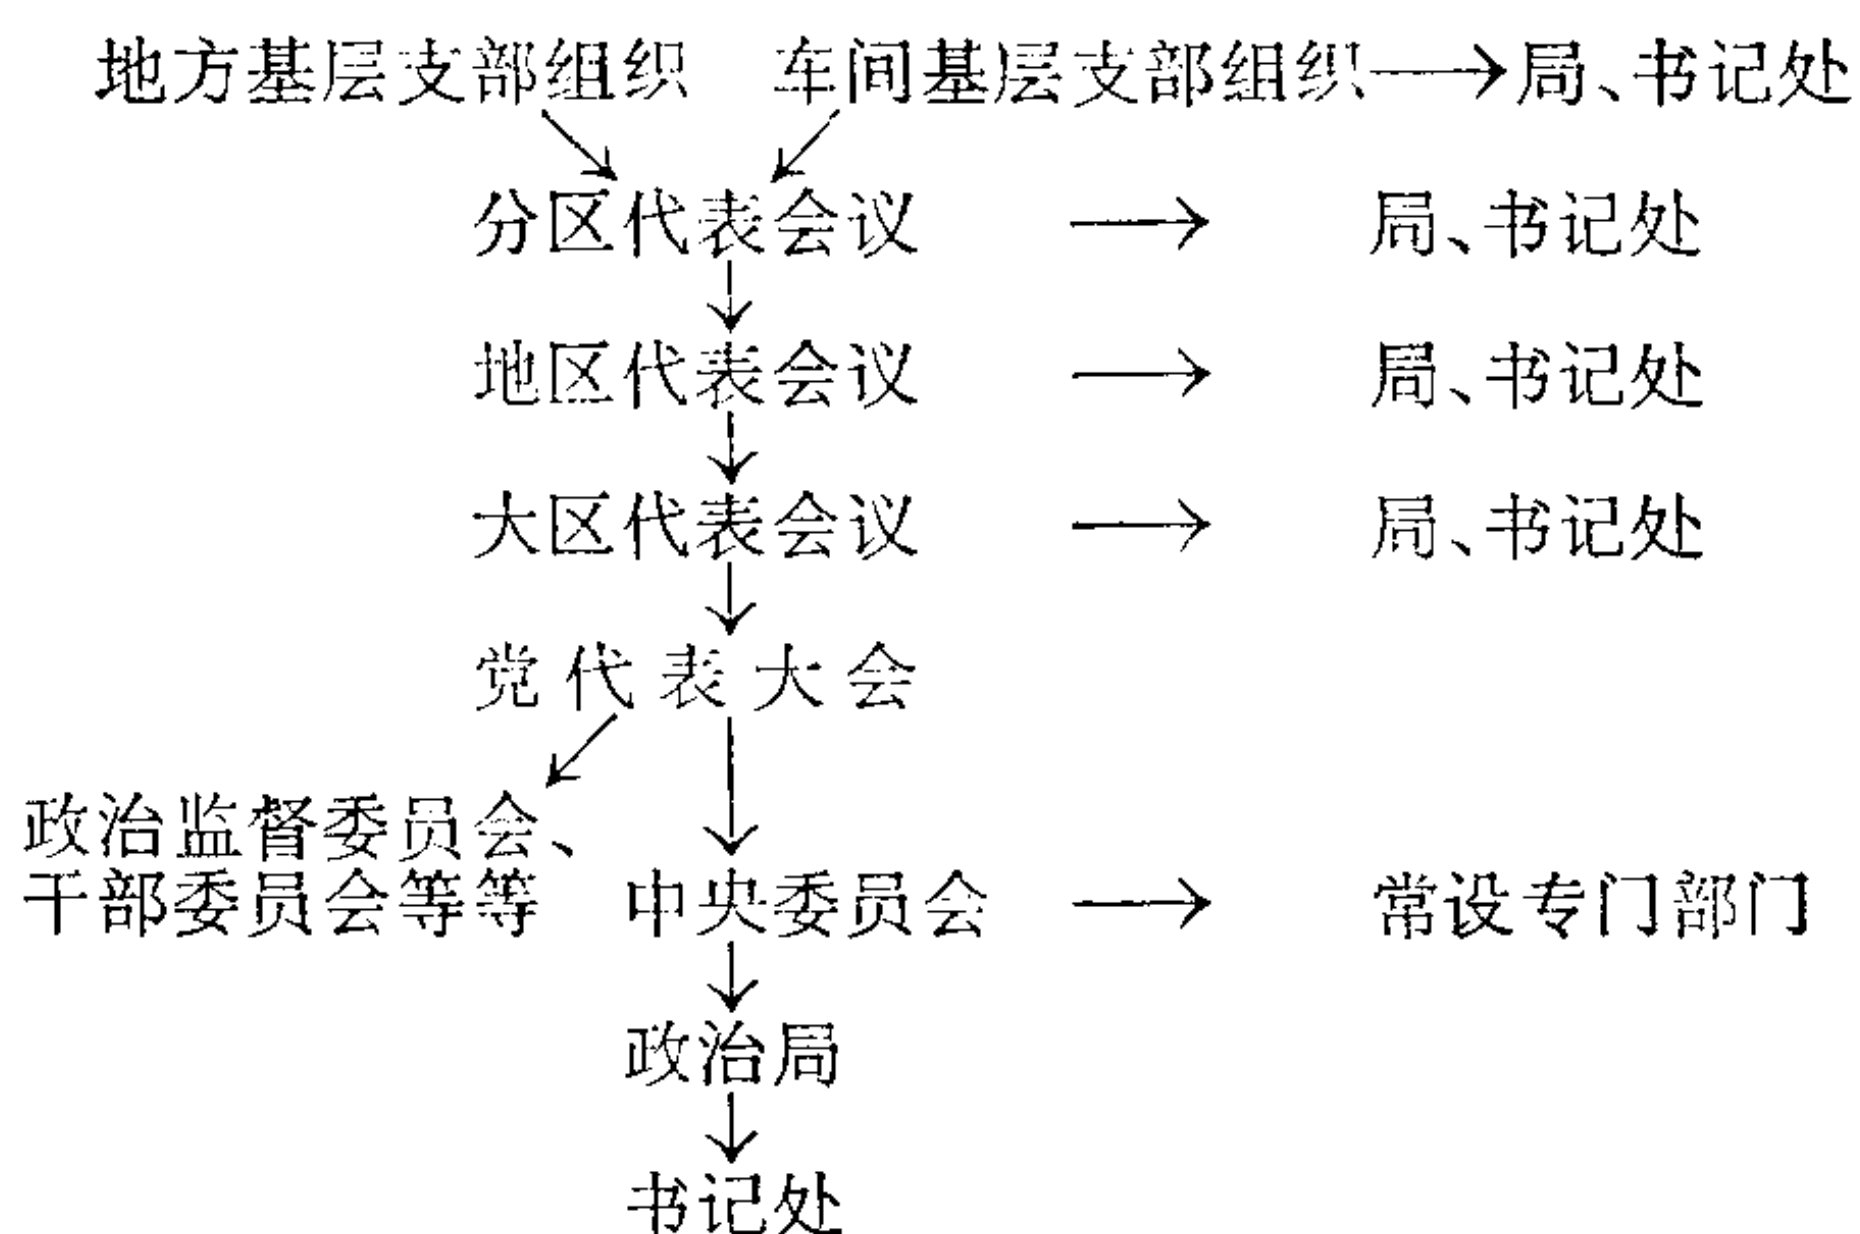 地方基层支部组织 车间基层支部组织→局、书记处
分区代表会议 → 局、书记处
地区代表会议 → 局、书记处
大区代表会议 → 局、书记处
党代表大会
政治监督委员会、
干部委员会等等 中央委员会 → 常设专门部门
政治局
书记处